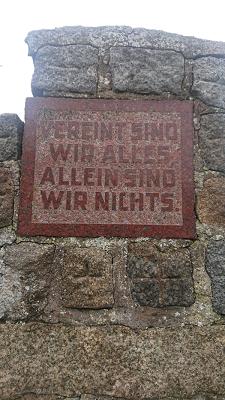 VEREINT SIND
WIR ALLES
ALLEIN SIND
WIR NICHTS.